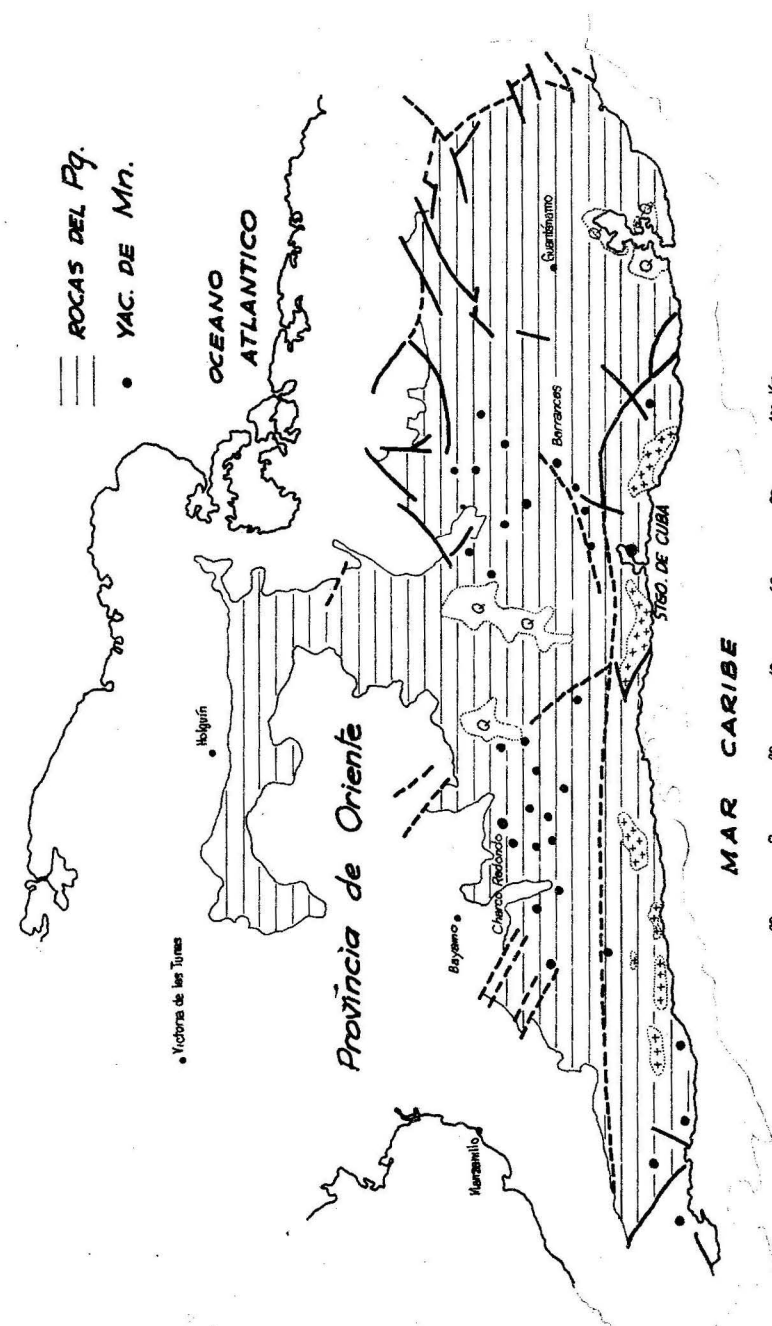 ROCAS DEL Pg.
YAC. DE Mn.
OCEANO
ATLANTICO
Holguín
Victoria de las Tunas
Provincia de Oriente
Bayamo
Charco Redondo
Manzanillo
Barrancas
Guantánamo
Q
Q
Q
Q
Q
STGO. DE CUBA
MAR CARIBE